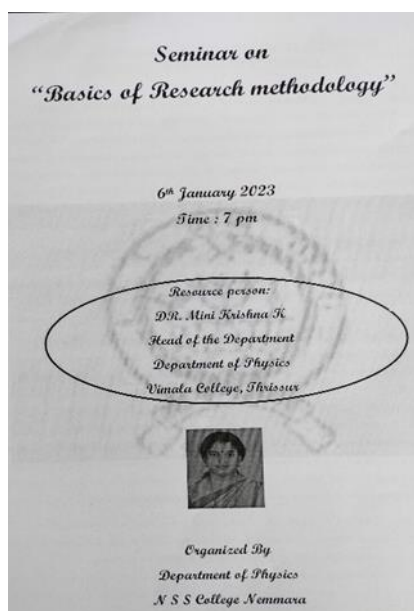 Seminar on
“Basics of Research methodology”
6th January 2023
Time : 7 pm
Resource person:
DR. Mini Krishna K
Head of the Department
Department of Physics
Vimala College, Thrissur
Organized By
Department of Physics
N S S College Nemmara